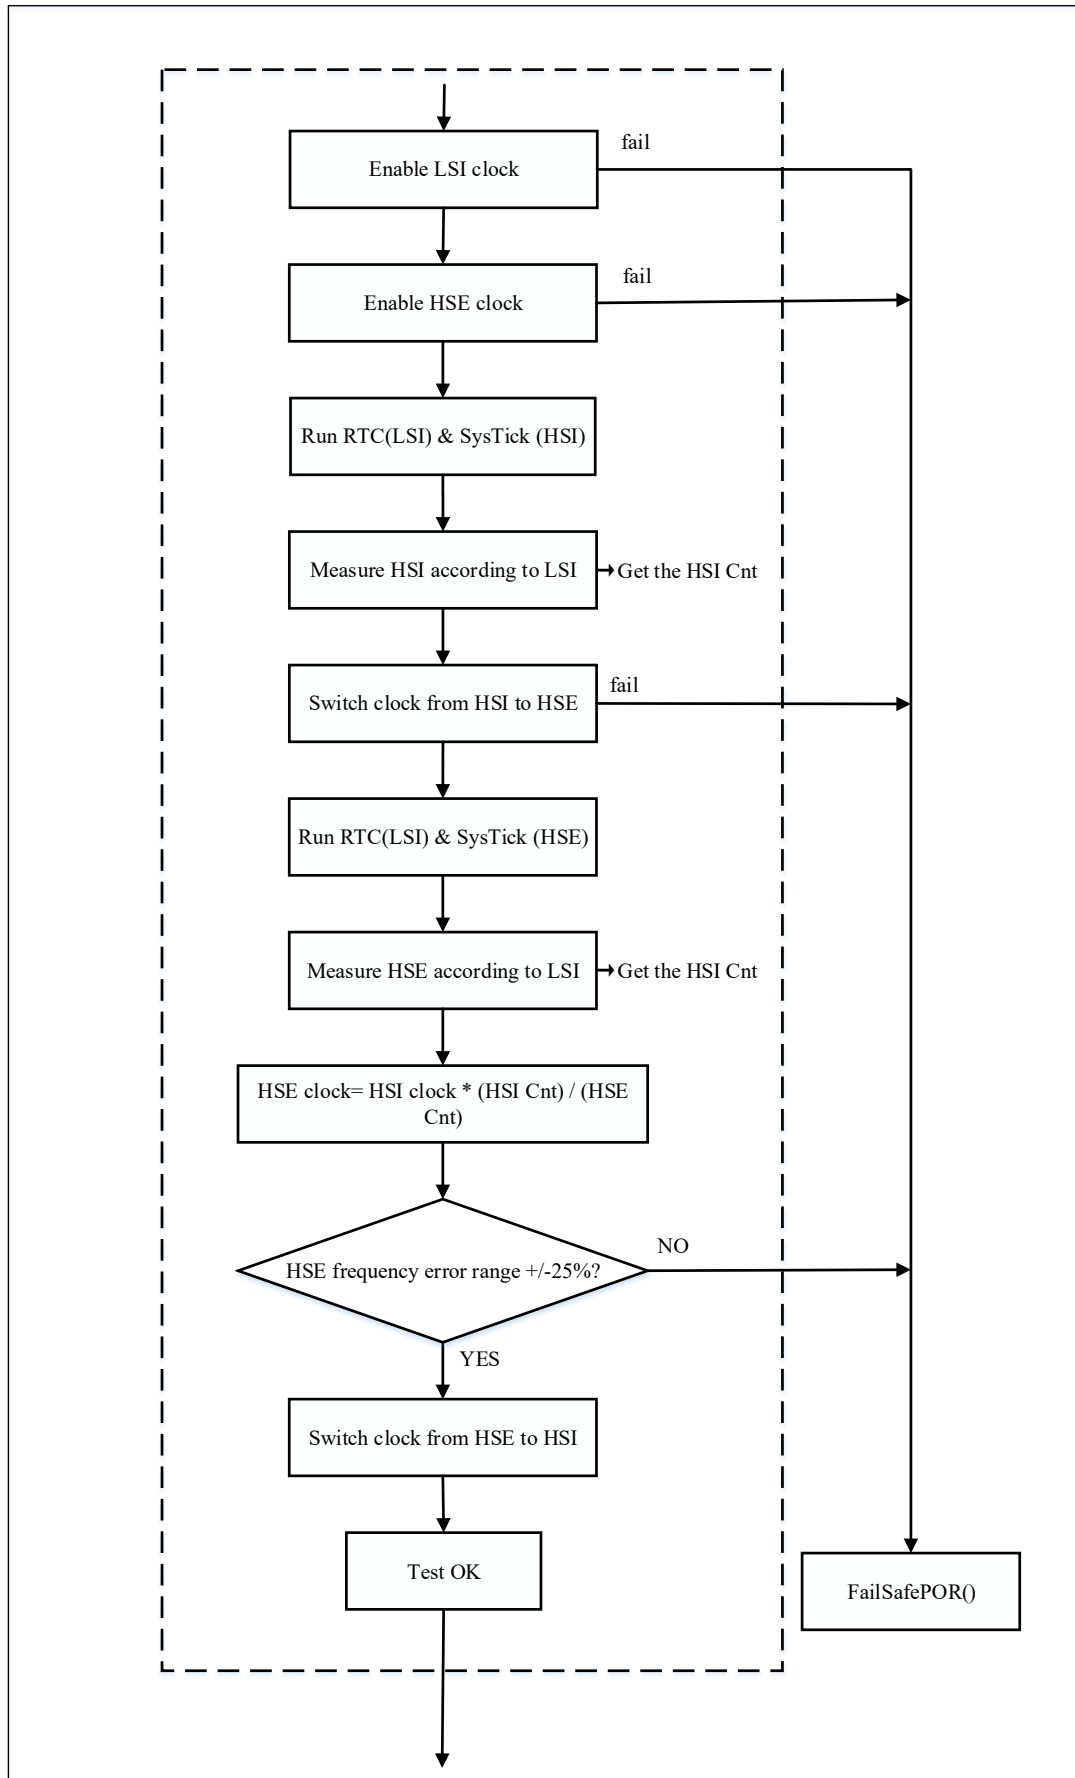 Enable LSI clock
fail
Enable HSE clock
fail
Run RTC(LSI) & SysTick (HSI)
Measure HSI according to LSI
Get the HSI Cnt
Switch clock from HSI to HSE
fail
Run RTC(LSI) & SysTick (HSE)
Measure HSE according to LSI
Get the HSI Cnt
HSE clock= HSI clock * (HSI Cnt) / (HSE
Cnt)
HSE frequency error range +/-25%?
NO
YES
Switch clock from HSE to HSI
Test OK
FailSafePOR()